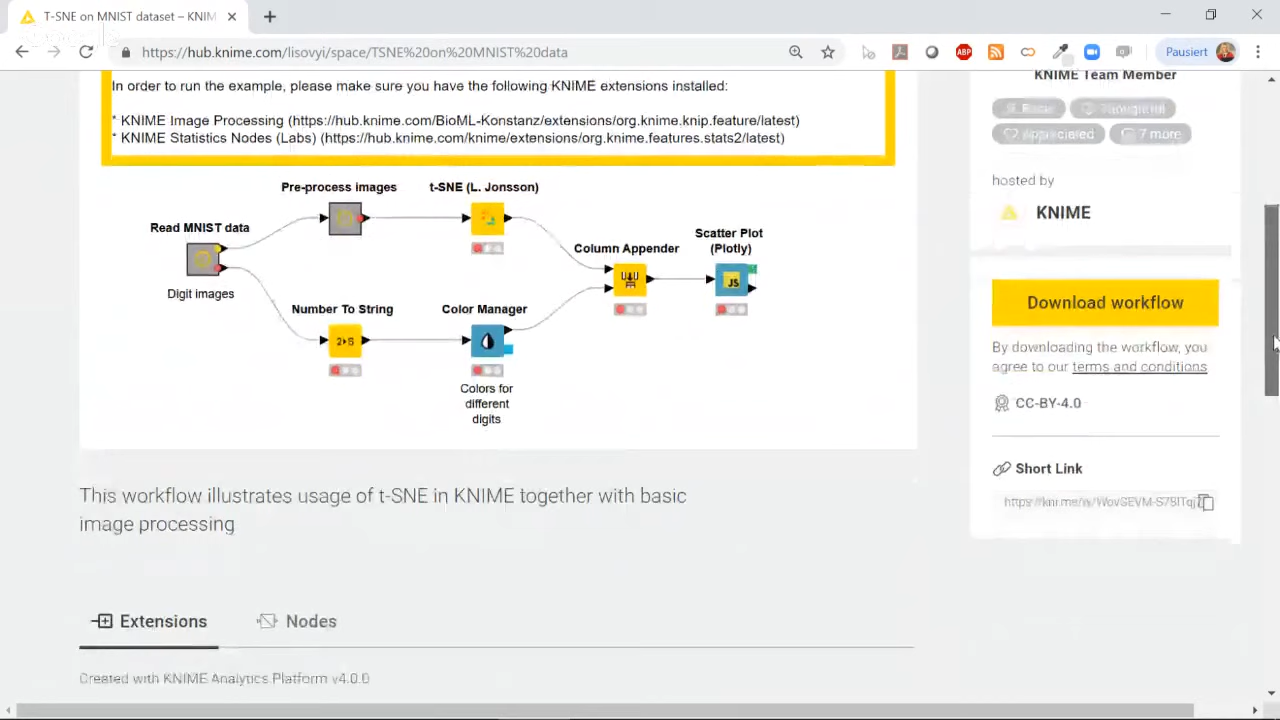 T-SNE on MNIST dataset – KNIM
https://hub.knime.com/lisovyi/space/TSNE%20on%20MNIST%20data
ABP
Pausiert
In order to run the example, please make sure you have the following KNIME extensions installed:
* KNIME Image Processing (https://hub.knime.com/BioML-Konstanz/extensions/org.knime.knip.feature/latest)
* KNIME Statistics Nodes (Labs) (https://hub.knime.com/knime/extensions/org.knime.features.stats2/latest)
Pre-process images
t-SNE (L. Jonsson)
Read MNIST data
Column Appender
Scatter Plot
(Plotly)
JS
Digit images
Number To String
Color Manager
Colors for
different
digits
This workflow illustrates usage of t-SNE in KNIME together with basic
image processing
Extensions
Nodes
Created with KNIME Analytics Platform v4.0.0
KNIME Team Member
Appreciated
7 more
hosted by
KNIME
Download workflow
By downloading the workflow, you
agree to our terms and conditions
CC-BY-4.0
Short Link